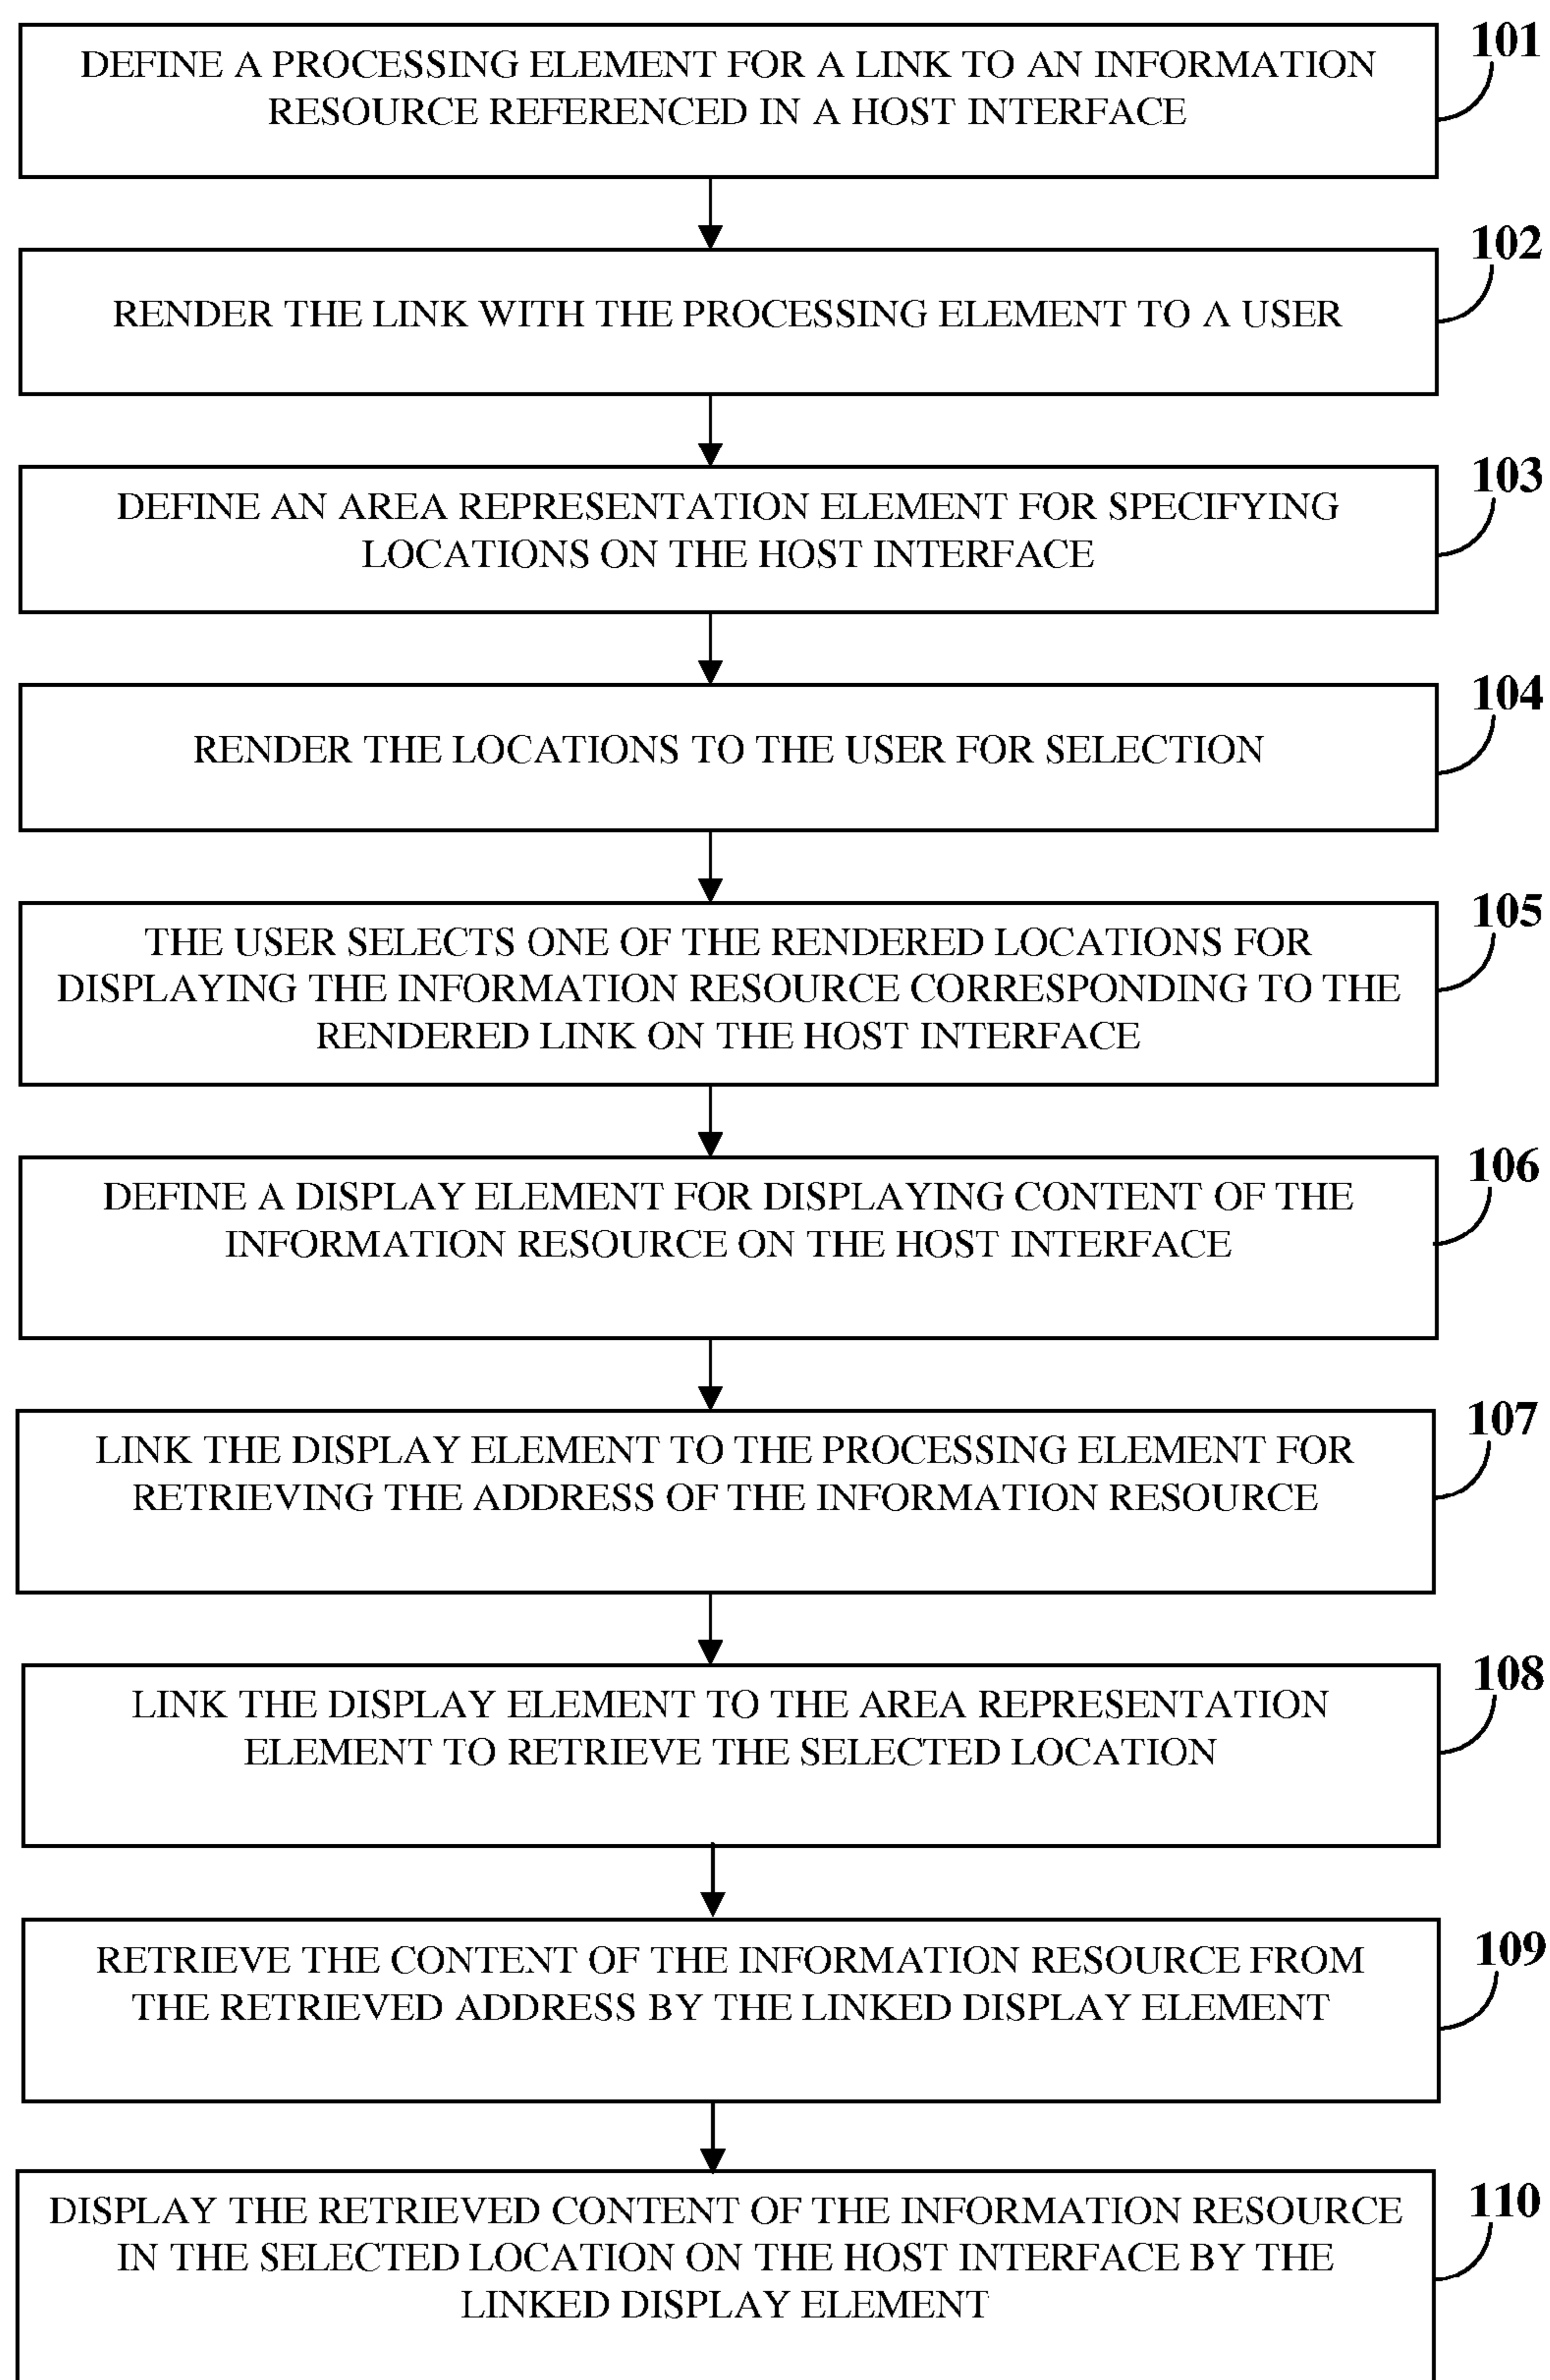 101
DEFINE A PROCESSING ELEMENT FOR A LINK TO AN INFORMATION
RESOURCE REFERENCED IN A HOST INTERFACE
102
RENDER THE LINK WITH THE PROCESSING ELEMENT TO A USER
103
DEFINE AN AREA REPRESENTATION ELEMENT FOR SPECIFYING
LOCATIONS ON THE HOST INTERFACE
104
RENDER THE LOCATIONS TO THE USER FOR SELECTION
105
THE USER SELECTS ONE OF THE RENDERED LOCATIONS FOR
DISPLAYING THE INFORMATION RESOURCE CORRESPONDING TO THE
RENDERED LINK ON THE HOST INTERFACE
106
DEFINE A DISPLAY ELEMENT FOR DISPLAYING CONTENT OF THE
INFORMATION RESOURCE ON THE HOST INTERFACE
107
LINK THE DISPLAY ELEMENT TO THE PROCESSING ELEMENT FOR
RETRIEVING THE ADDRESS OF THE INFORMATION RESOURCE
108
LINK THE DISPLAY ELEMENT TO THE AREA REPRESENTATION
ELEMENT TO RETRIEVE THE SELECTED LOCATION
109
RETRIEVE THE CONTENT OF THE INFORMATION RESOURCE FROM
THE RETRIEVED ADDRESS BY THE LINKED DISPLAY ELEMENT
110
DISPLAY THE RETRIEVED CONTENT OF THE INFORMATION RESOURCE
IN THE SELECTED LOCATION ON THE HOST INTERFACE BY THE
LINKED DISPLAY ELEMENT